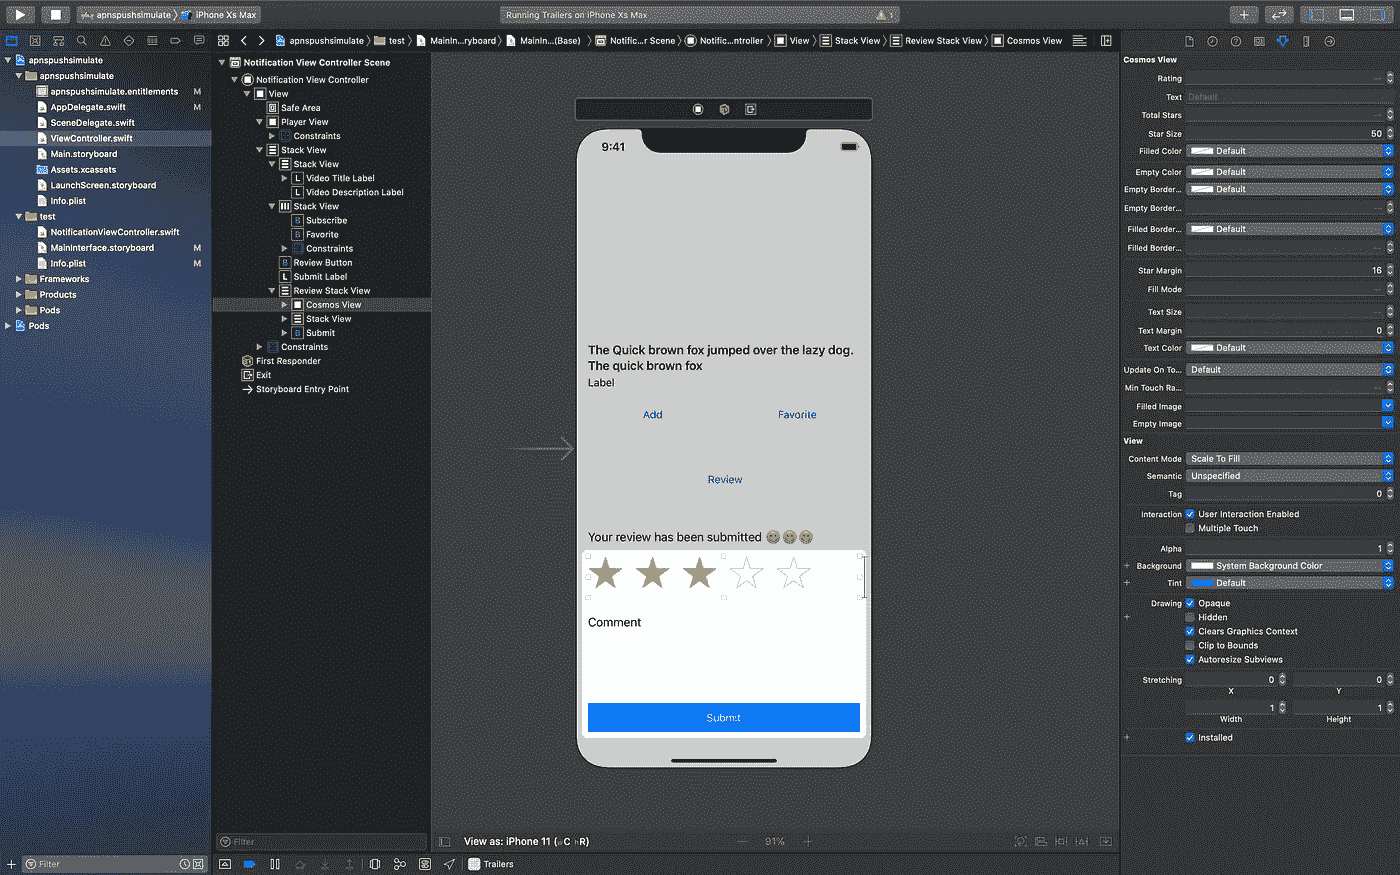 apnspushsimulate
iPhone Xs Max
Running Trailers on iPhone Xs Max
1
apnspushsimulate
test
MainIn...ryboard
MainIn...(Base)
Notific...r Scene
Notific...ntroller
View
Stack View
Review Stack View
Cosmos View
apnspushsimulate
apnspushsimulate
apnspushsimulate.entitlements M
AppDelegate.swift M
SceneDelegate.swift
ViewController.swift
Main.storyboard
Assets.xcassets
LaunchScreen.storyboard
Info.plist
test
NotificationViewController.swift
MainInterface.storyboard M
Info.plist M
Frameworks
Products
Pods
Pods
Filter
Notification View Controller Scene
Notification View Controller
View
Safe Area
Player View
Constraints
Stack View
Stack View
L Video Title Label
L Video Description Label
Stack View
B Subscribe
B Favorite
Constraints
B Review Button
L Submit Label
Review Stack View
Cosmos View
Stack View
B Submit
Constraints
First Responder
Exit
Storyboard Entry Point
Filter
9:41
The Quick brown fox jumped over the lazy dog.
The quick brown fox
Label
Add Favorite
Review
Your review has been submitted
Comment
Submit
View as: iPhone 11 (wC hR)
91%
Trailers
Cosmos View
Rating
Text Default
Total Stars
Star Size 50
Filled Color Default
Empty Color Default
Empty Border... Default
Empty Border...
Filled Border... Default
Filled Border...
Star Margin 16
Fill Mode
Text Size
Text Margin 0
Text Color Default
Update On To... Default
Min Touch Ra...
Filled Image
Empty Image
View
Content Mode Scale To Fill
Semantic Unspecified
Tag 0
Interaction User Interaction Enabled
Multiple Touch
Alpha 1
Background System Background Color
Tint Default
Drawing Opaque
Hidden
Clears Graphics Context
Clip to Bounds
Autoresize Subviews
Stretching 0 0
X Y
1 1
Width Height
Installed